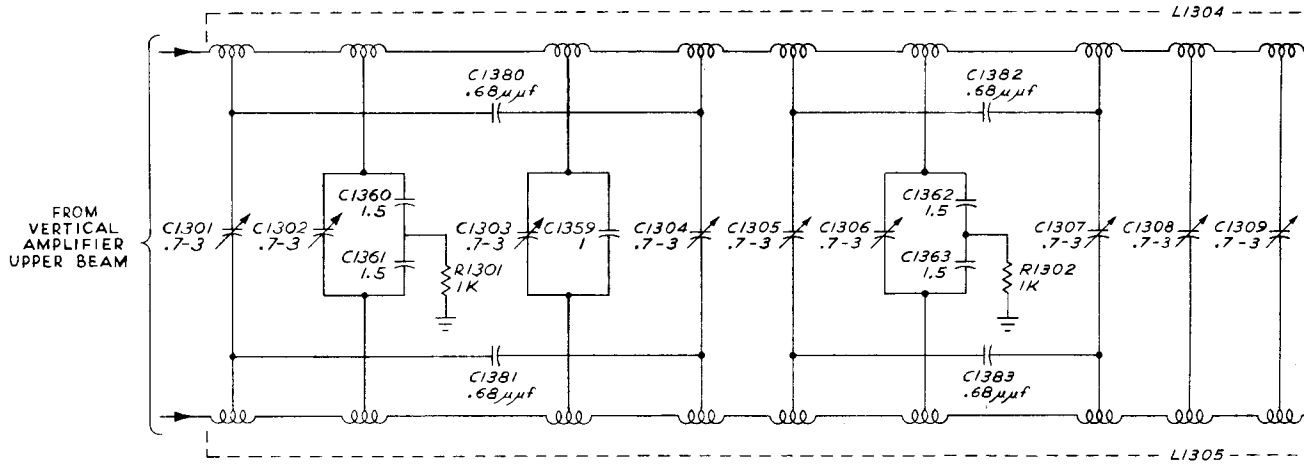 L1304
C1380
.68μμf
C1382
.68μμf
FROM
VERTICAL
AMPLIFIER
UPPER BEAM
C1301
.7-3
C1302
.7-3
C1360
1.5
C1361
1.5
R1301
1K
C1303
.7-3
C1359
1
C1304
.7-3
C1305
.7-3
C1306
.7-3
C1362
1.5
C1363
1.5
R1302
1K
C1307
.7-3
C1308
.7-3
C1309
.7-3
C1381
.68μμf
C1383
.68μμf
L1305